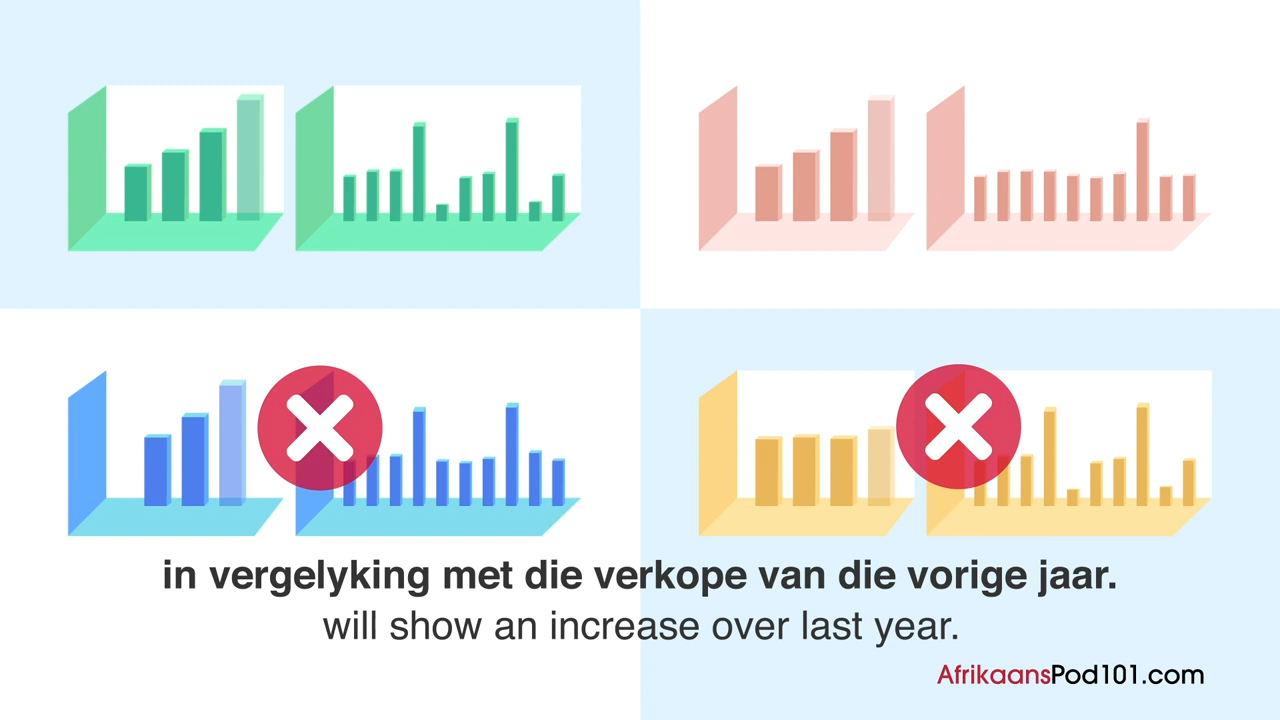 in vergelyking met die verkope van die vorige jaar.
will show an increase over last year.
AfrikaansPod101.com